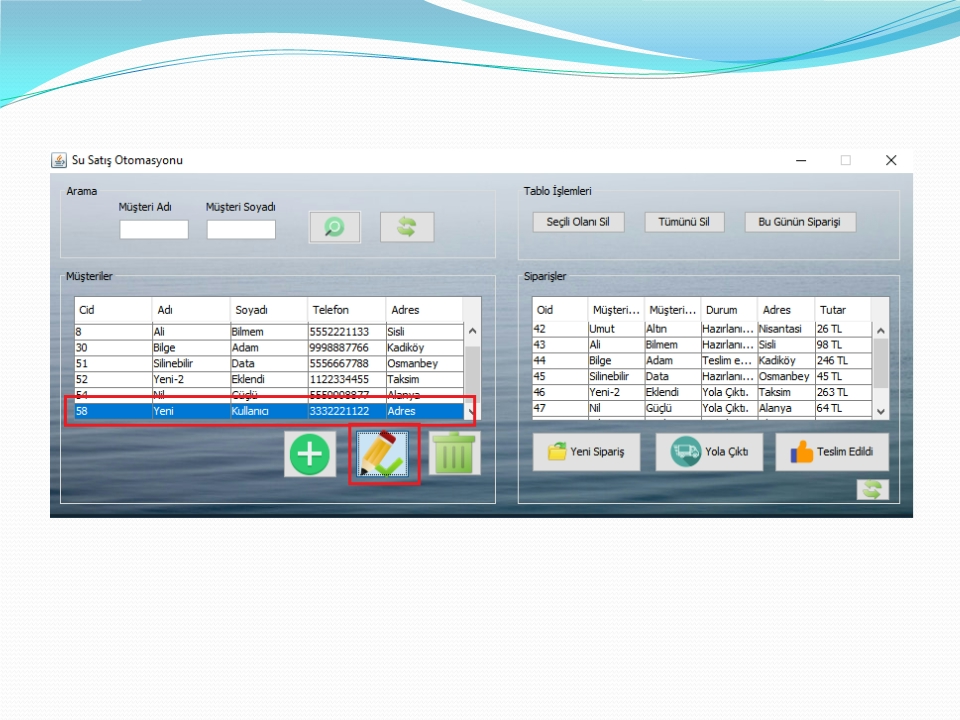 Su Satış Otomasyonu
Arama
Müşteri Adı Müşteri Soyadı
Tablo İşlemleri
Seçili Olanı Sil Tümünü Sil Bu Günün Siparişi
Müşteriler
Cid Adı Soyadı Telefon Adres
8 Ali Bilmem 5552221133 Sisli
30 Bilge Adam 9998887766 Kadiköy
51 Silinebilir Data 5556667788 Osmanbey
52 Yeni-2 Eklendi 1122334455 Taksim
54 Nil Güçlü Alanya
58 Yeni Kullanıcı 3332221122 Adres
Siparişler
Oid Müşteri... Müşteri... Durum Adres Tutar
42 Umut Altın Hazırlanı... Nisantasi 26 TL
43 Ali Bilmem Hazırlanı... Sisli 98 TL
44 Bilge Adam Teslim e... Kadiköy 246 TL
45 Silinebilir Data Hazırlanı... Osmanbey 45 TL
46 Yeni-2 Eklendi Yola Çıktı. Taksim 263 TL
47 Nil Güçlü Yola Çıktı. Alanya 64 TL
Yeni Sipariş Yola Çıktı Teslim Edildi